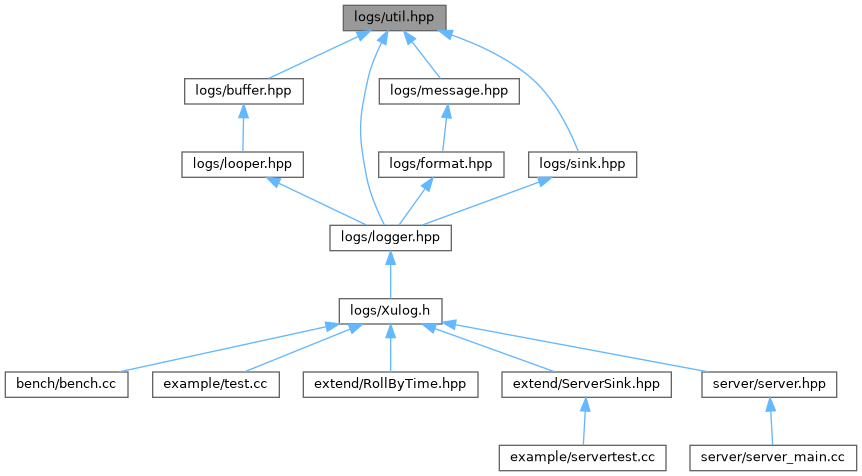 logs/util.hpp
logs/buffer.hpp
logs/message.hpp
logs/looper.hpp
logs/format.hpp
logs/sink.hpp
logs/logger.hpp
logs/Xulog.h
bench/bench.cc
example/test.cc
extend/RollByTime.hpp
extend/ServerSink.hpp
server/server.hpp
example/servertest.cc
server/server_main.cc